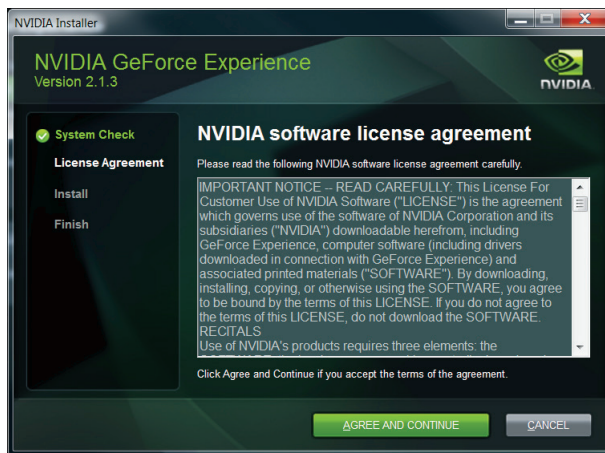 NVIDIA Installer
NVIDIA GeForce Experience
Version 2.1.3
NVIDIA
System Check
License Agreement
Install
Finish
NVIDIA software license agreement
Please read the following NVIDIA software license agreement carefully.
IMPORTANT NOTICE -- READ CAREFULLY: This License For
Customer Use of NVIDIA Software ("LICENSE") is the agreement
which governs use of the software of NVIDIA Corporation and its
subsidiaries ("NVIDIA") downloadable herefrom, including
GeForce Experience, computer software (including drivers
downloaded in connection with GeForce Experience) and
associated printed materials ("SOFTWARE"). By downloading,
installing, copying, or otherwise using the SOFTWARE, you agree
to be bound by the terms of this LICENSE. If you do not agree to
the terms of this LICENSE, do not download the SOFTWARE.
RECITALS
Use of NVIDIA's products requires three elements: the
Click Agree and Continue if you accept the terms of the agreement.
AGREE AND CONTINUE
CANCEL